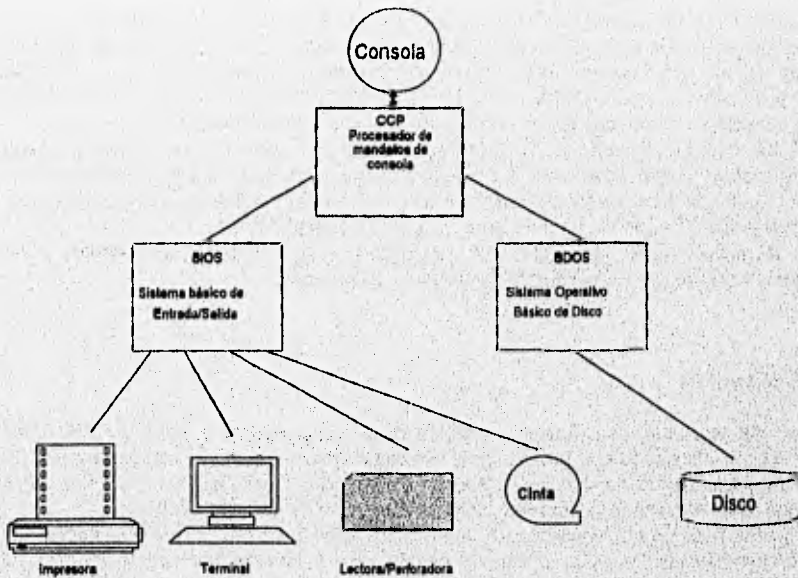 Consola
CCP
Procesador de
mandatos de
consola
BIOS
Sistema básico de
Entrada/Salida
BDOS
Sistema Operativo
Básico de Disco
Cinta
Disco
Impresora
Terminal
Lectora/Perforadora